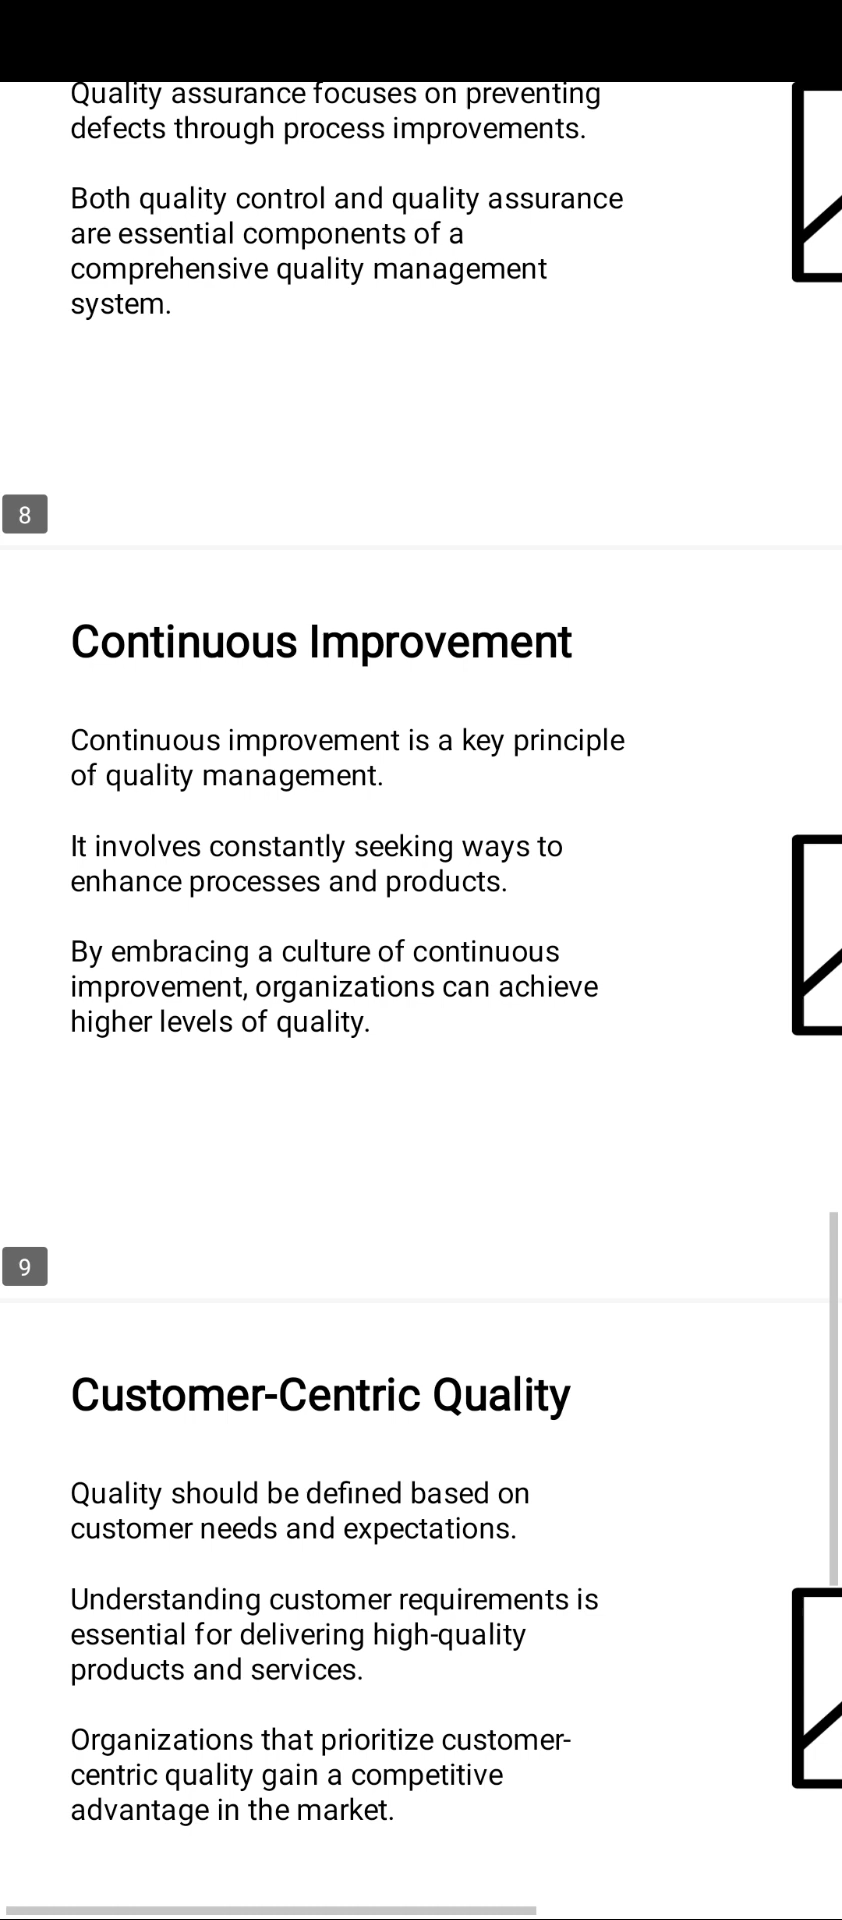 Quality assurance focuses on preventing
defects through process improvements.
Both quality control and quality assurance
are essential components of a
comprehensive quality management
system.
8
Continuous Improvement
Continuous improvement is a key principle
of quality management.
It involves constantly seeking ways to
enhance processes and products.
By embracing a culture of continuous
improvement, organizations can achieve
higher levels of quality.
9
Customer-Centric Quality
Quality should be defined based on
customer needs and expectations.
Understanding customer requirements is
essential for delivering high-quality
products and services.
Organizations that prioritize customer-
centric quality gain a competitive
advantage in the market.